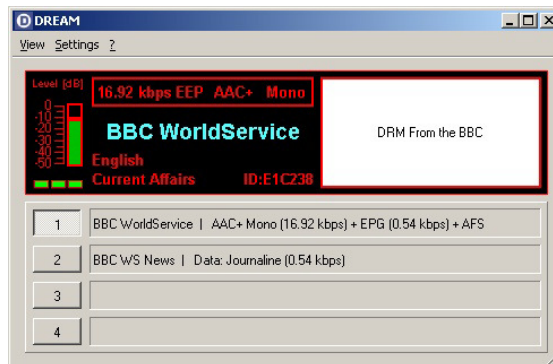 DREAM
View Settings ?
Level [dB]
0
-10
-20
-30
-40
-50
16.92 kbps EEP AAC+ Mono
BBC WorldService
English
Current Affairs ID:E1C238
DRM From the BBC
1 BBC WorldService | AAC+ Mono (16.92 kbps) + EPG (0.54 kbps) + AFS
2 BBC WS News | Data: Journaline (0.54 kbps)
3
4